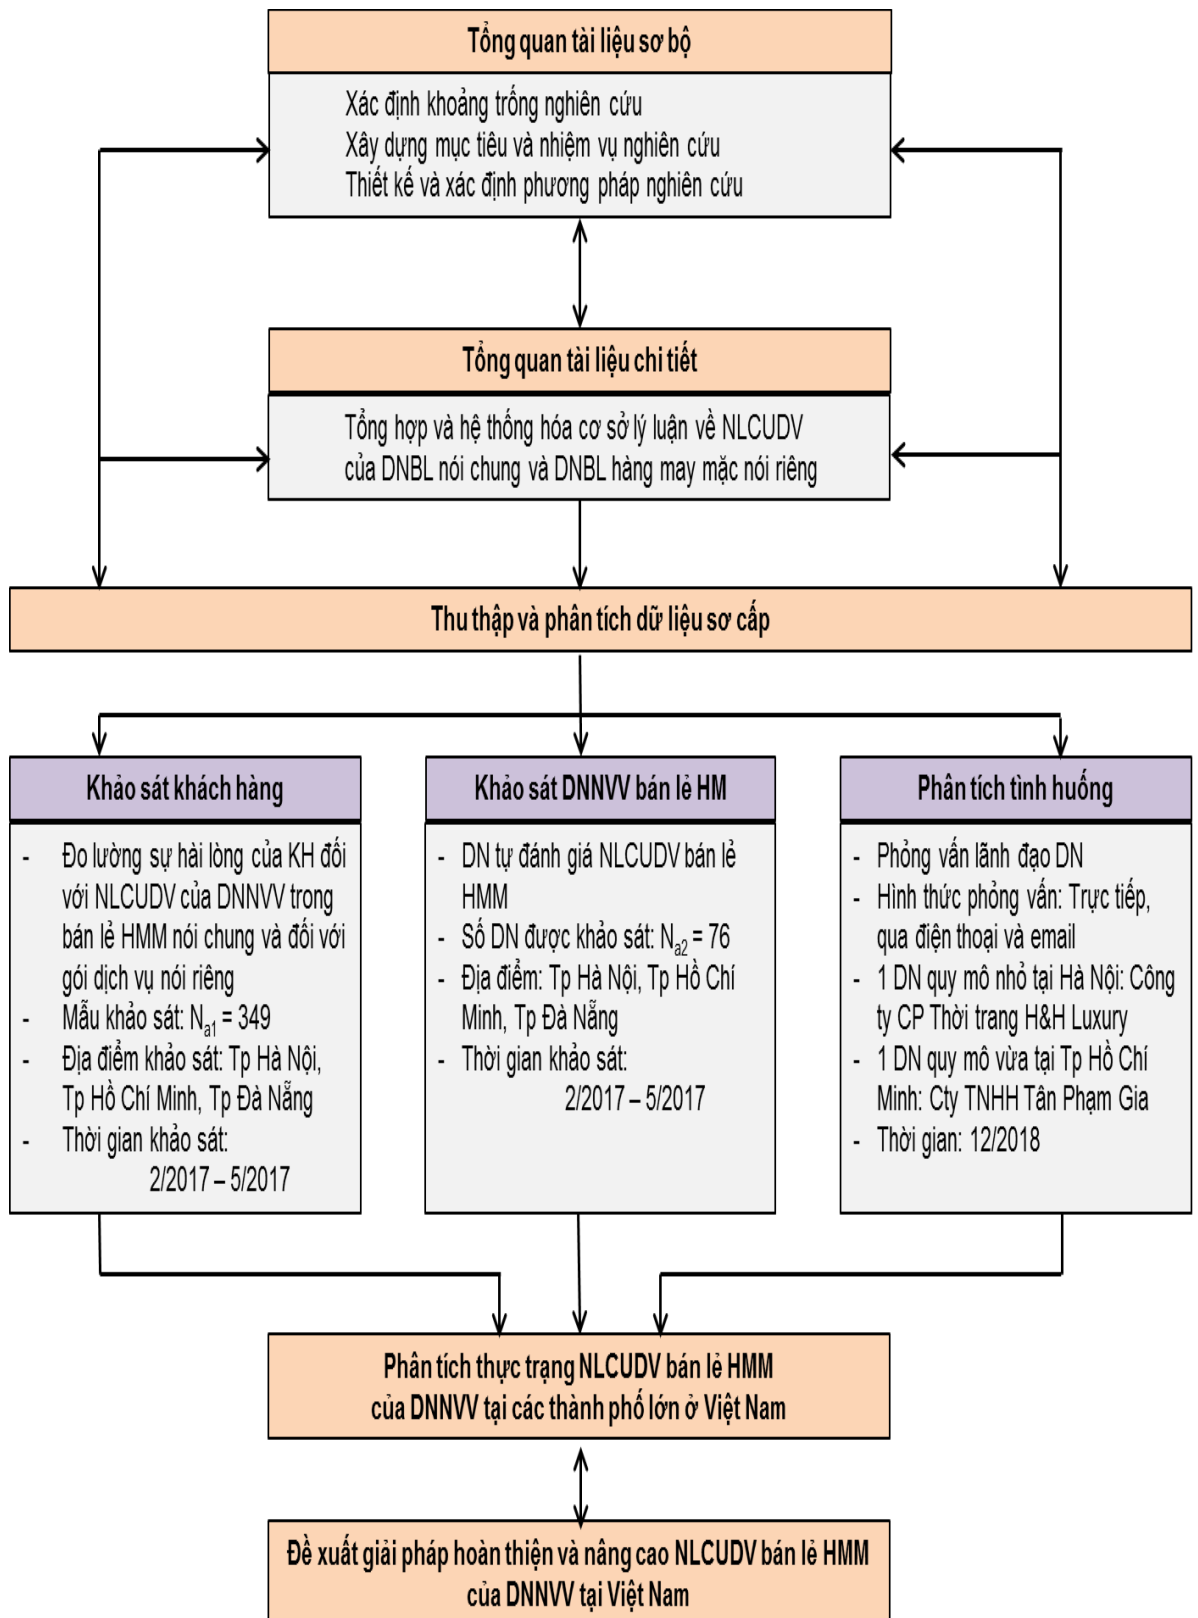 Tổng quan tài liệu sơ bộ
Xác định khoảng trống nghiên cứu
Xây dựng mục tiêu và nhiệm vụ nghiên cứu
Thiết kế và xác định phương pháp nghiên cứu
Tổng quan tài liệu chi tiết
Tổng hợp và hệ thống hóa cơ sở lý luận về NLCUDV
của DNBL nói chung và DNBL hàng may mặc nói riêng
Thu thập và phân tích dữ liệu sơ cấp
Khảo sát khách hàng
- Đo lường sự hài lòng của KH đối
với NLCUDV của DNNVV trong
bán lẻ HMM nói chung và đối với
gói dịch vụ nói riêng
- Mẫu khảo sát: Na1 = 349
- Địa điểm khảo sát: Tp Hà Nội,
Tp Hồ Chí Minh, Tp Đà Nẵng
- Thời gian khảo sát:
2/2017 – 5/2017
Khảo sát DNNVV bán lẻ HM
- DN tự đánh giá NLCUDV bán lẻ
HMM
- Số DN được khảo sát: Na2 = 76
- Địa điểm: Tp Hà Nội, Tp Hồ Chí
Minh, Tp Đà Nẵng
- Thời gian khảo sát:
2/2017 – 5/2017
Phân tích tình huống
- Phỏng vấn lãnh đạo DN
- Hình thức phỏng vấn: Trực tiếp,
qua điện thoại và email
- 1 DN quy mô nhỏ tại Hà Nội: Công
ty CP Thời trang H&H Luxury
- 1 DN quy mô vừa tại Tp Hồ Chí
Minh: Cty TNHH Tân Phạm Gia
- Thời gian: 12/2018
Phân tích thực trạng NLCUDV bán lẻ HMM
của DNNVV tại các thành phố lớn ở Việt Nam
Đề xuất giải pháp hoàn thiện và nâng cao NLCUDV bán lẻ HMM
của DNNVV tại Việt Nam